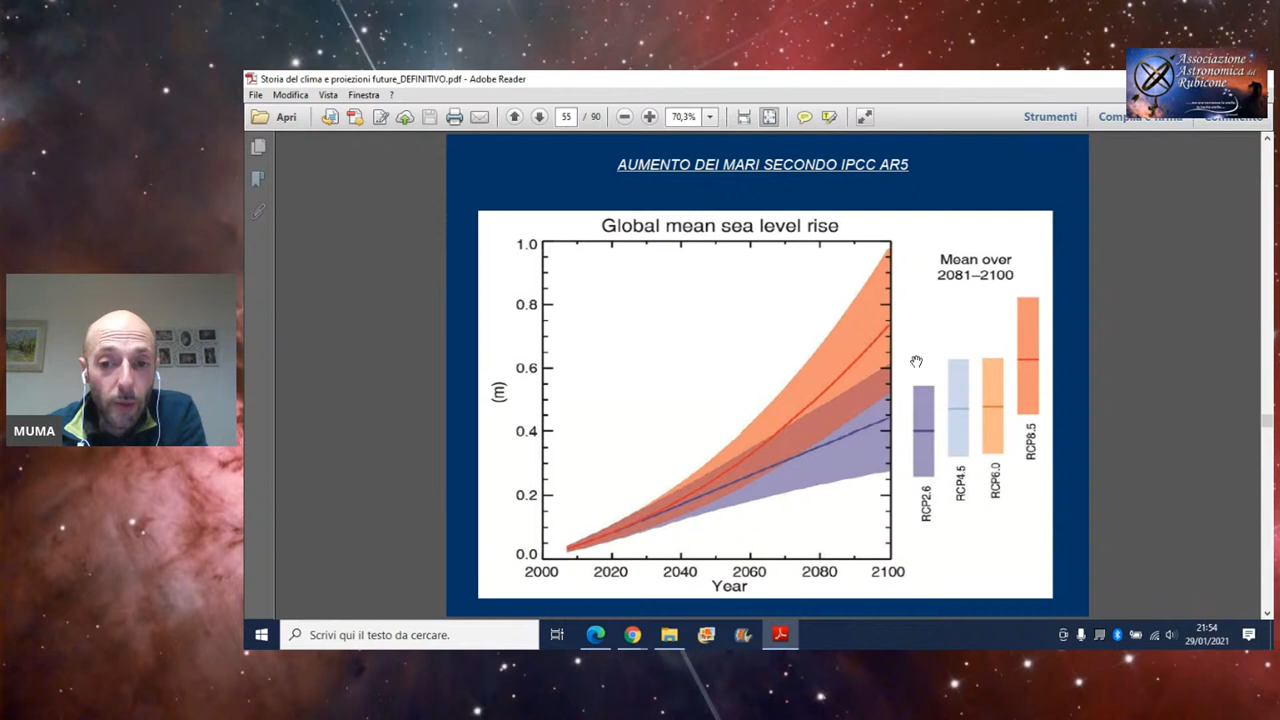 Storia del clima e proiezioni future_DEFINITIVO.pdf - Adobe Reader
File Modifica Vista Finestra ?
Apri 55 / 90 70,3% Strumenti
Associazione
Astronomica del
Rubicone
AUMENTO DEI MARI SECONDO IPCC AR5
Global mean sea level rise
Mean over
2081–2100
1.0
0.8
0.6
0.4
0.2
0.0
(m)
2000 2020 2040 2060 2080 2100
Year
RCP2.6
RCP4.5
RCP6.0
RCP8.5
MUMA
Scrivi qui il testo da cercare.
21:54
29/01/2021